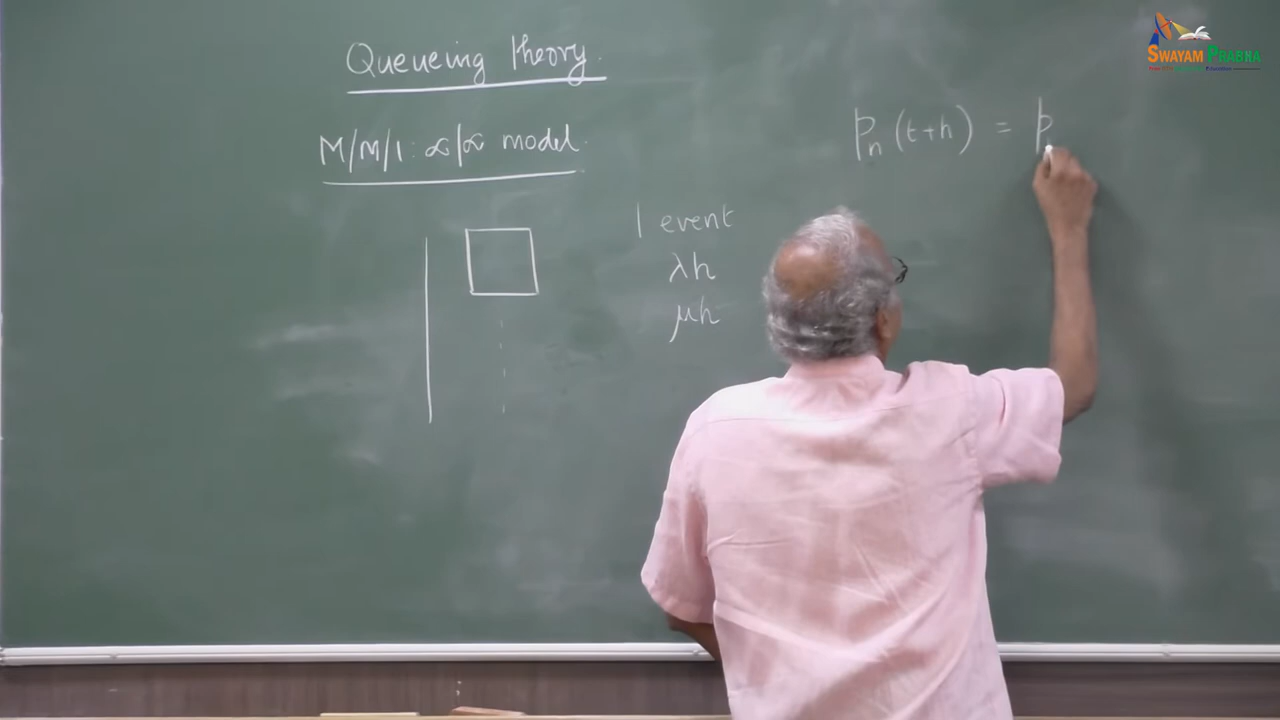 Queueing theory.
M/M/1: ∝/∝ model.
1 event
λh
μh
pn (t+h) = p
SWAYAM PRABHA